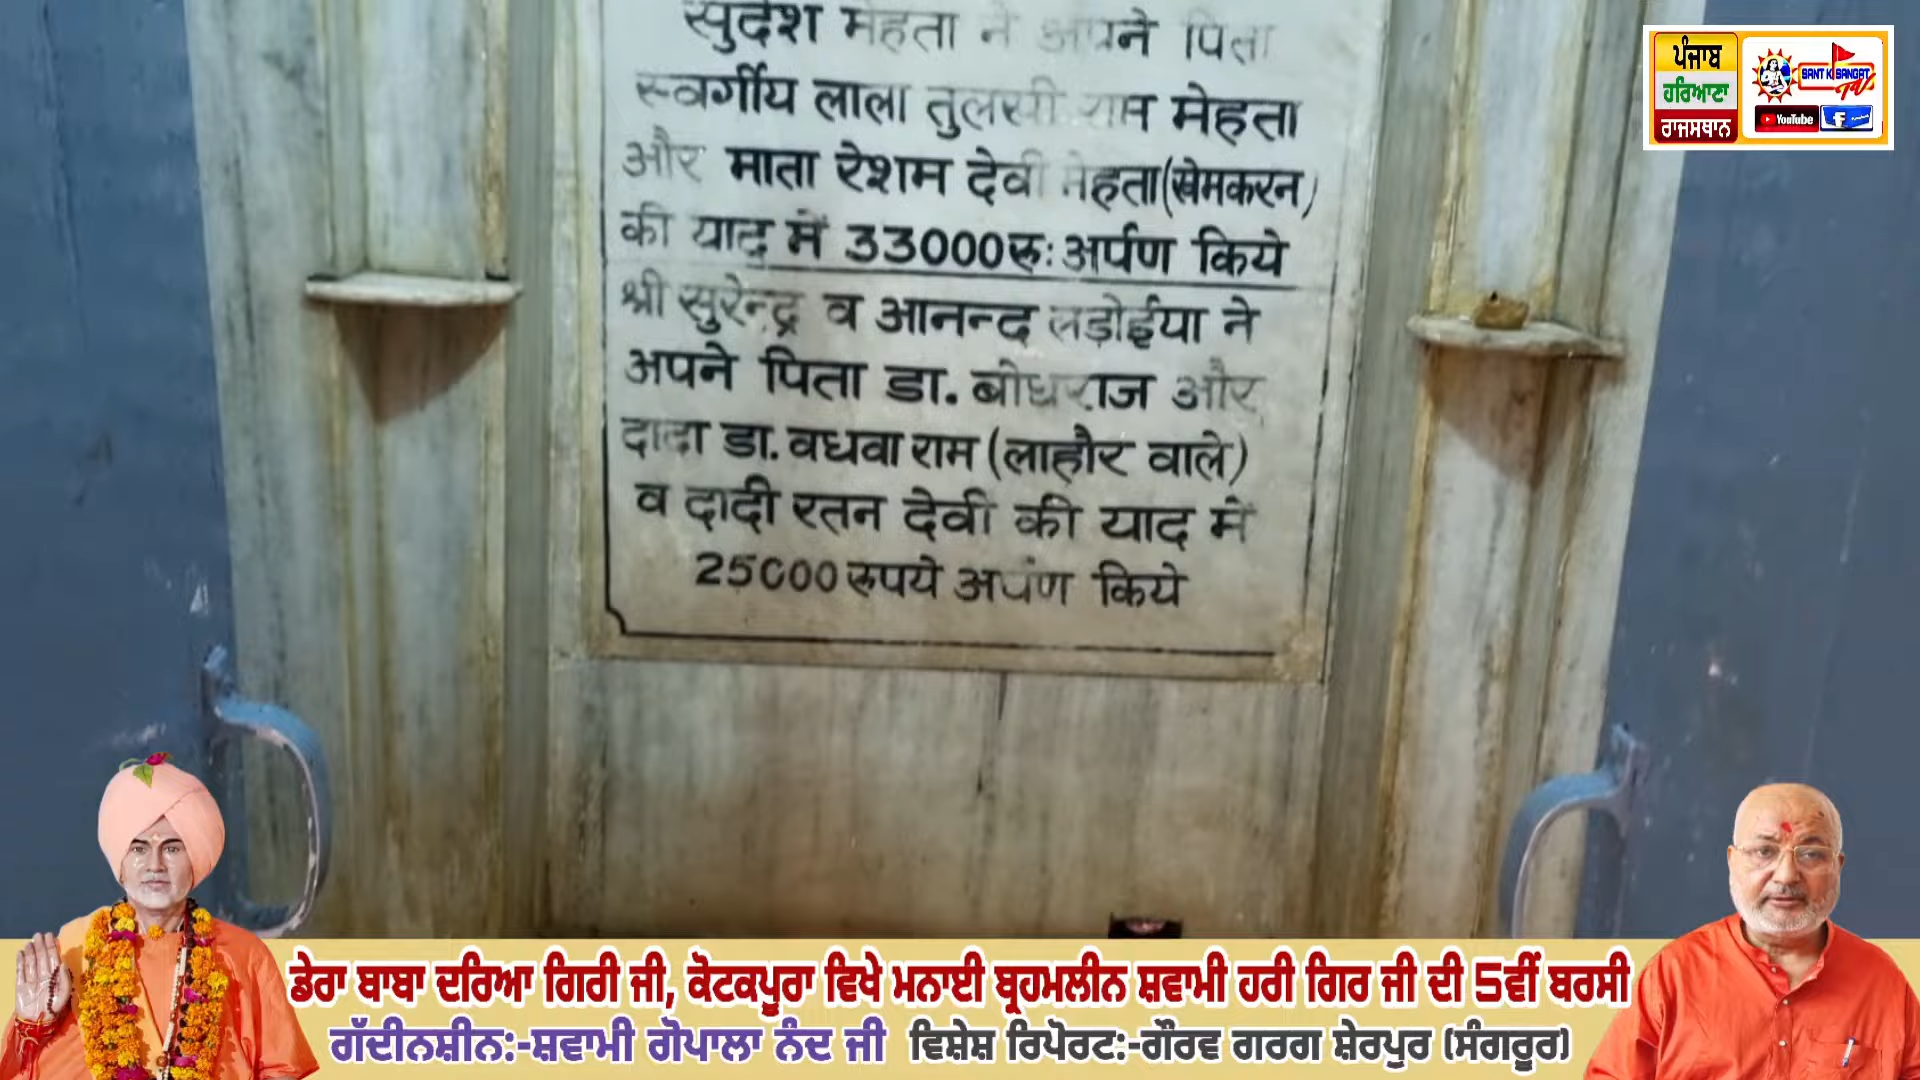 सुदेश मेहता ने अपने पिता
स्वर्गीय लाला तुलसी राम मेहता
और माता रेशम देवी मेहता(खेमकरन)
की याद में 33000रू: अर्पण किये
श्री सुरेन्द्र व आनन्द लड़ोईया ने
अपने पिता डा. बोधराज और
दादा डा. वधवा राम (लाहौर वाले)
व दादी रतन देवी की याद में
25000 रूपये अर्पण किये
ਪੰਜਾਬ
ਹਰਿਆਣਾ
ਰਾਜਸਥਾਨ
SANT KI SANGAT
TV
YouTube
ਡੇਰਾ ਬਾਬਾ ਦਰਿਆ ਗਿਰੀ ਜੀ, ਕੋਟਕਪੂਰਾ ਵਿਖੇ ਮਨਾਈ ਬ੍ਰਹਮਲੀਨ ਸ਼ਵਾਮੀ ਹਰੀ ਗਿਰ ਜੀ ਦੀ 5ਵੀਂ ਬਰਸੀ
ਗੱਦੀਨਸ਼ੀਨ:-ਸ਼ਵਾਮੀ ਗੋਪਾਲਾ ਨੰਦ ਜੀ ਵਿਸ਼ੇਸ਼ ਰਿਪੋਰਟ:-ਗੌਰਵ ਗਰਗ ਸ਼ੇਰਪੁਰ (ਸੰਗਰੂਰ)